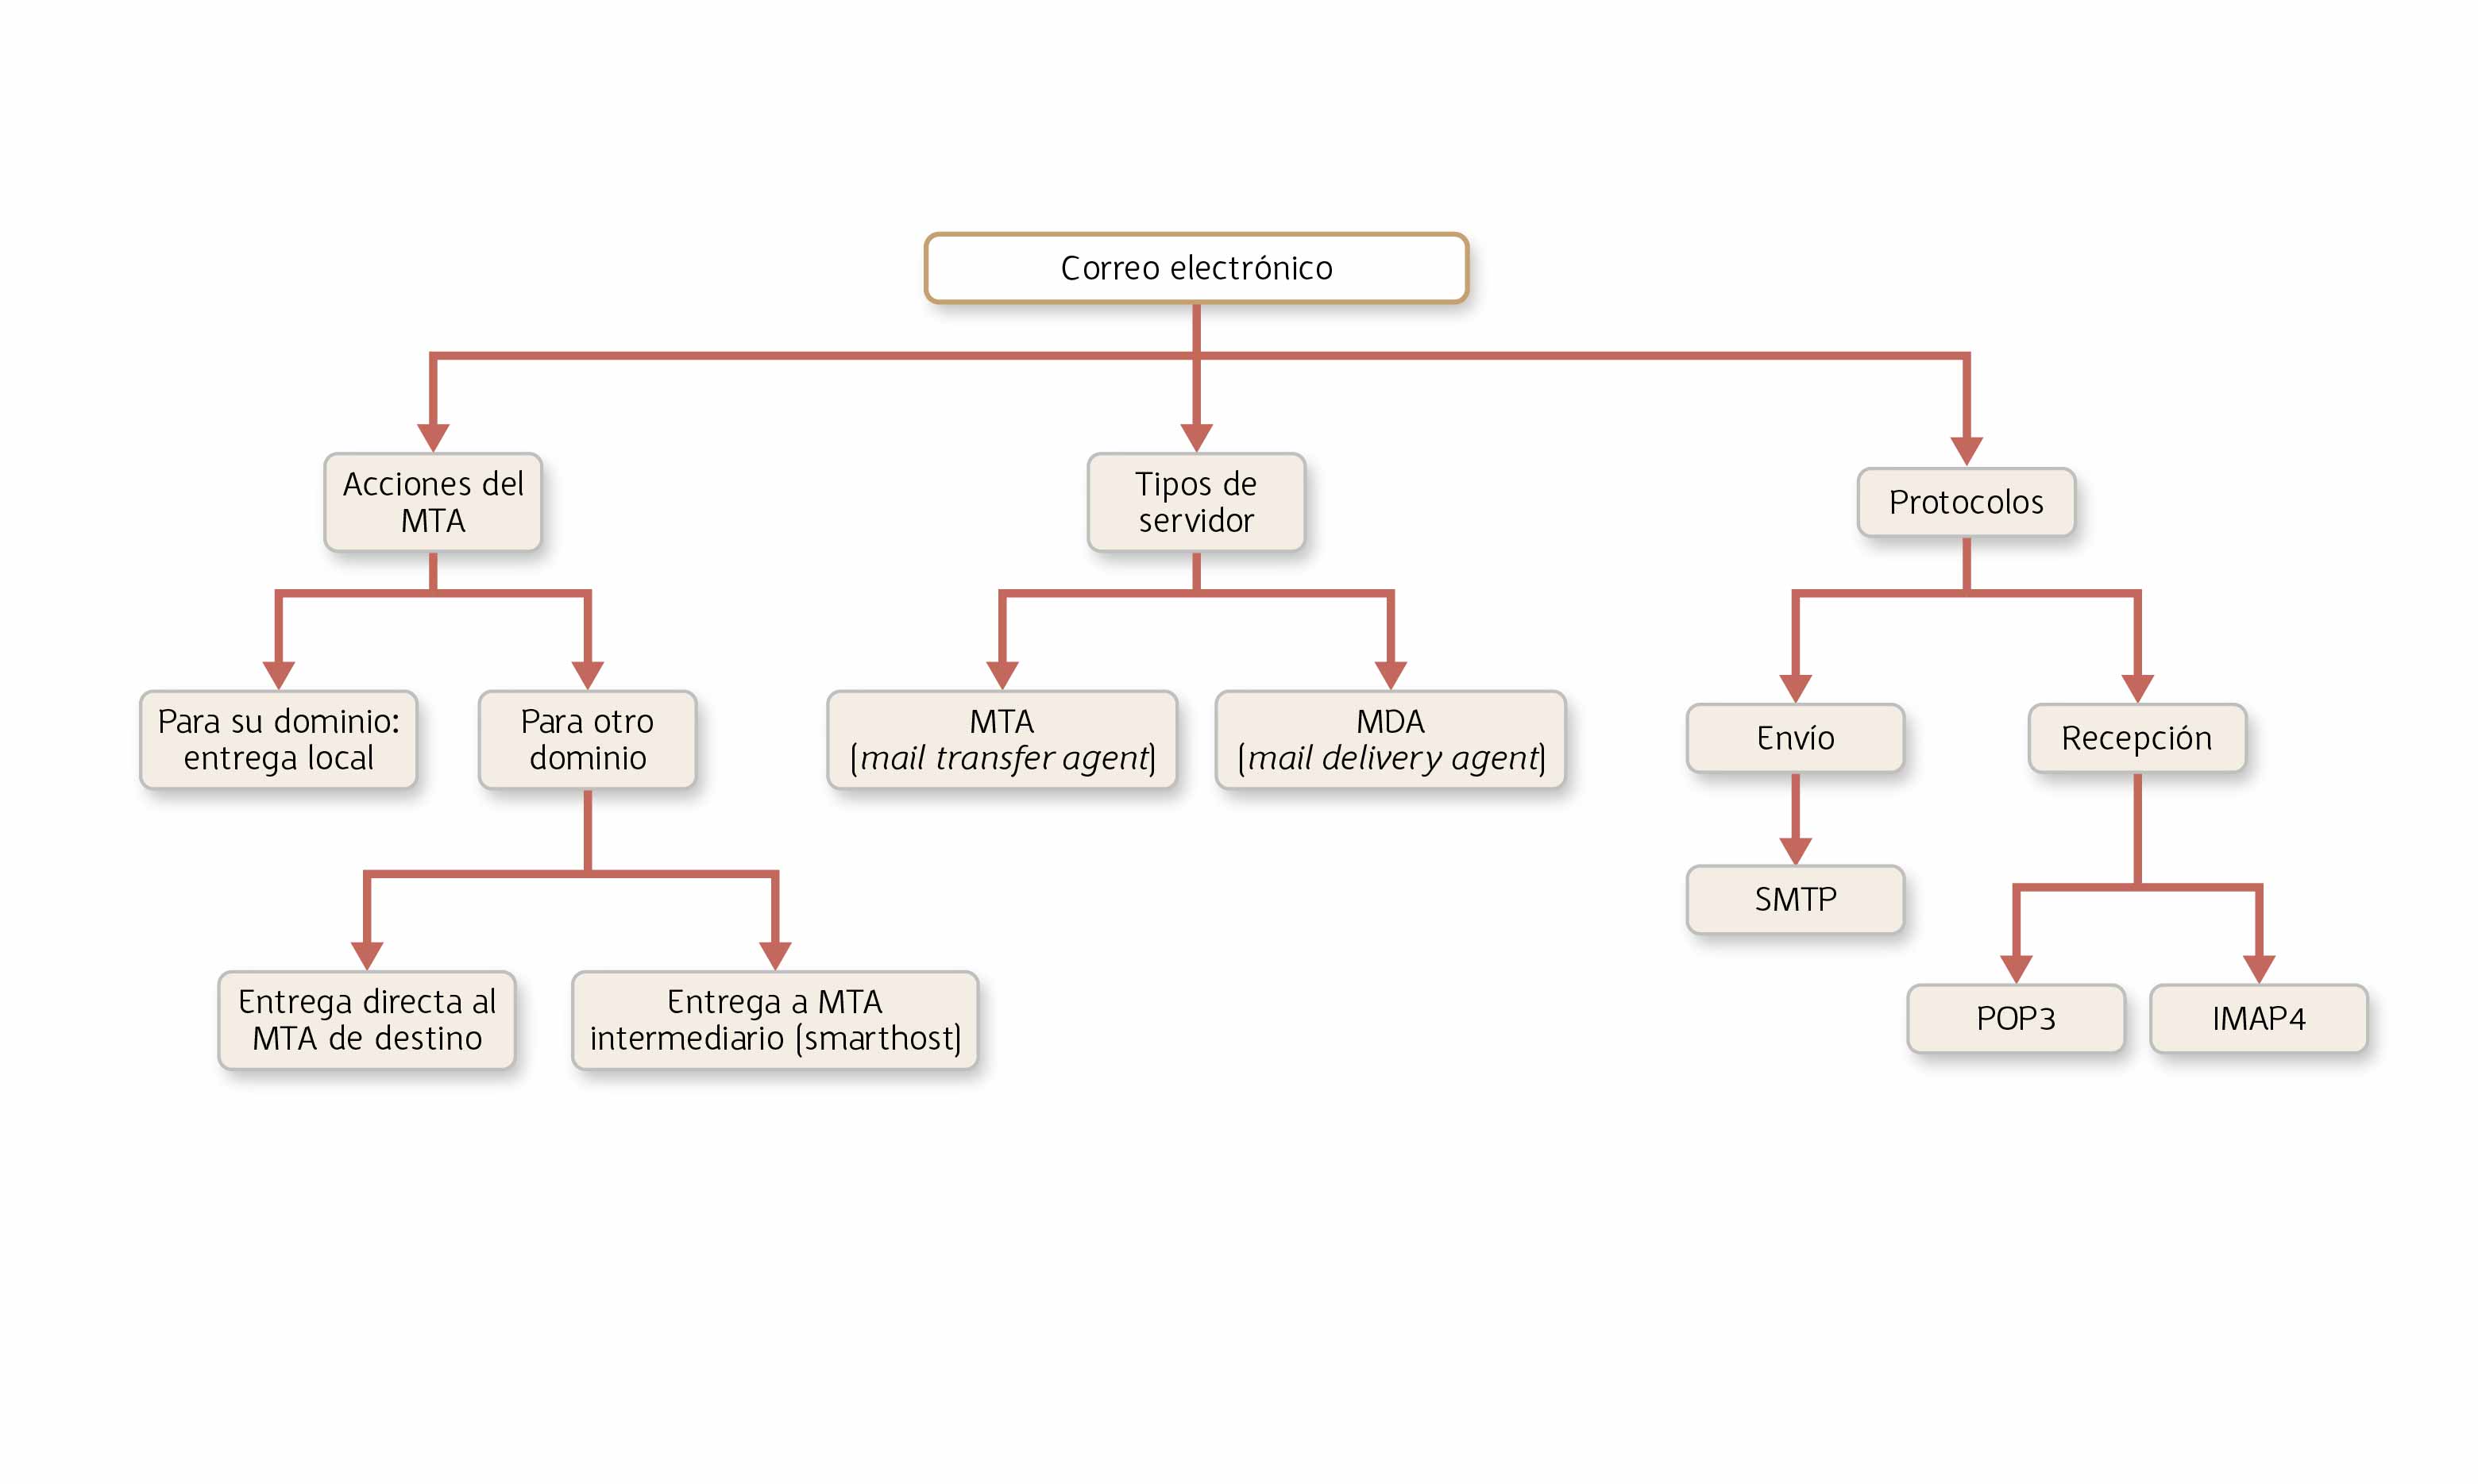 Correo electrónico
Acciones del
MTA
Tipos de
servidor
Protocolos
Para su dominio:
entrega local
Para otro
dominio
MTA
(mail transfer agent)
MDA
(mail delivery agent)
Envío
Recepción
SMTP
Entrega directa al
MTA de destino
Entrega a MTA
intermediario (smarthost)
POP3
IMAP4